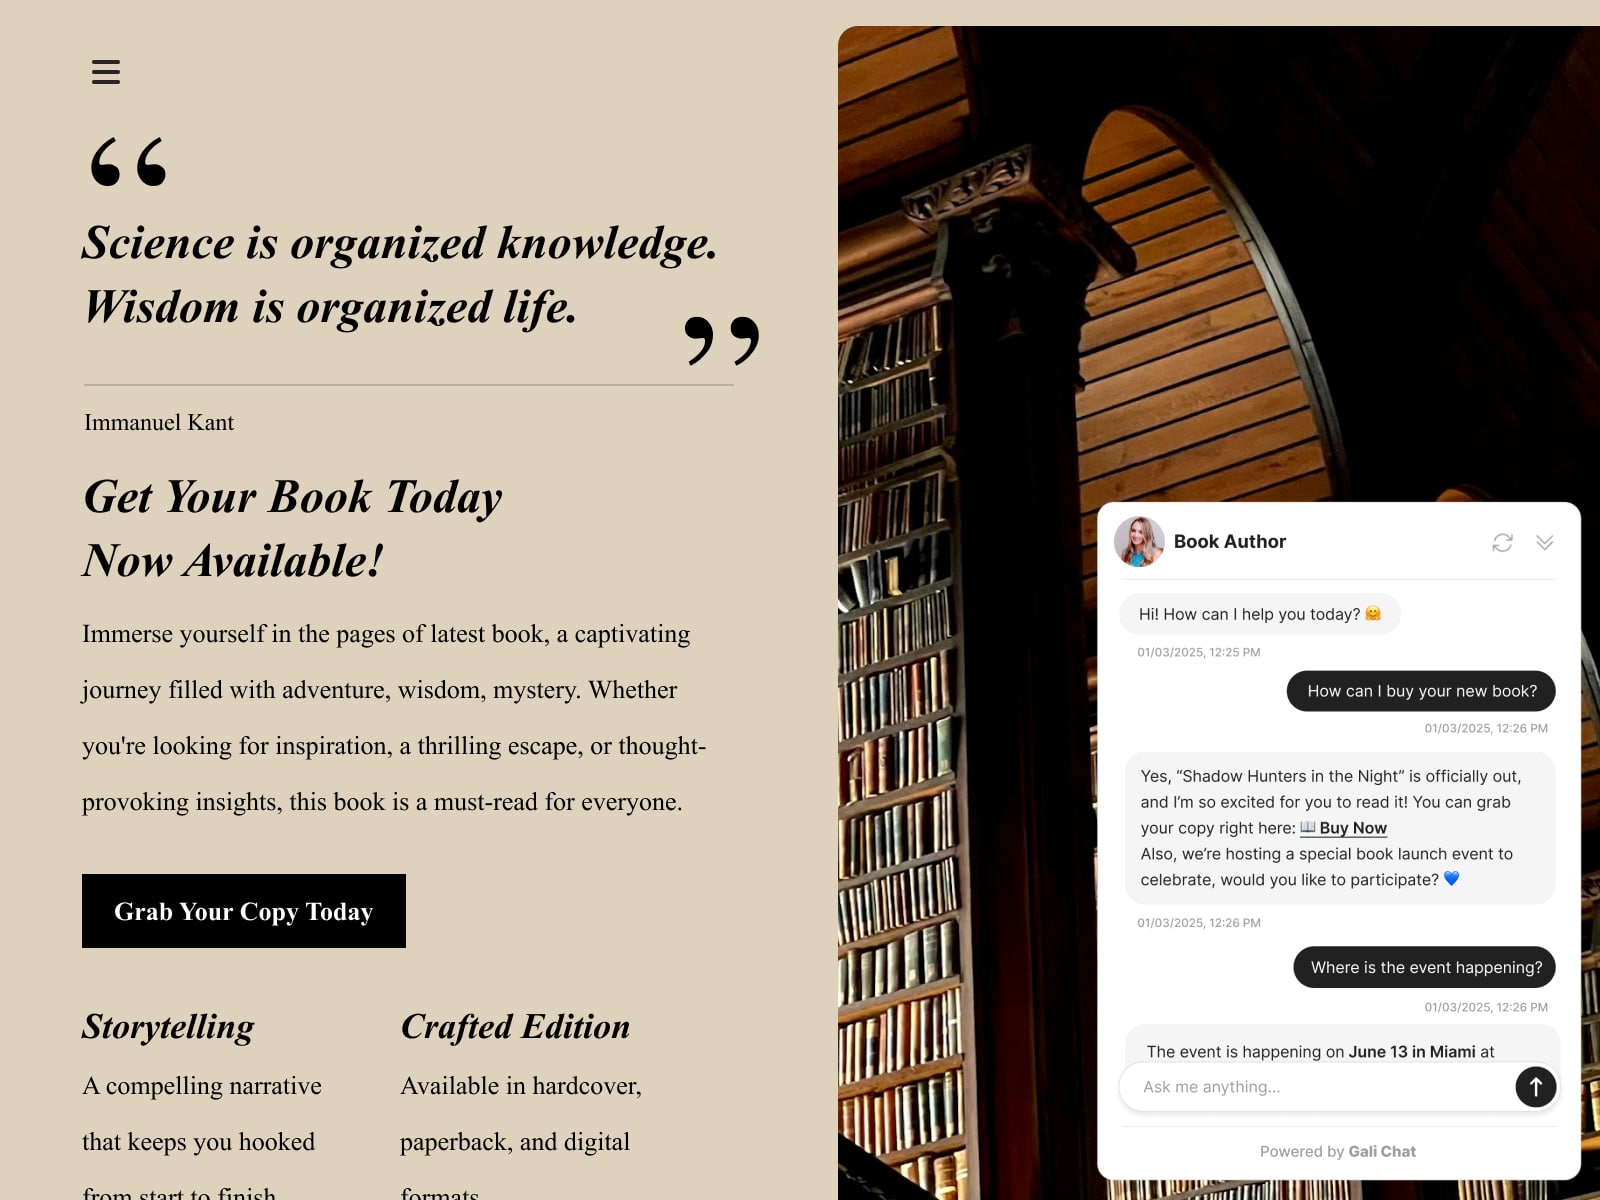 “
Science is organized knowledge.
Wisdom is organized life.
”
Immanuel Kant
Get Your Book Today
Now Available!
Immerse yourself in the pages of latest book, a captivating
journey filled with adventure, wisdom, mystery. Whether
you're looking for inspiration, a thrilling escape, or thought-
provoking insights, this book is a must-read for everyone.
Grab Your Copy Today
Storytelling
A compelling narrative
that keeps you hooked
from start to finish
Crafted Edition
Available in hardcover,
paperback, and digital
formats
Book Author
Hi! How can I help you today? 🤗
01/03/2025, 12:25 PM
How can I buy your new book?
01/03/2025, 12:26 PM
Yes, “Shadow Hunters in the Night” is officially out,
and I’m so excited for you to read it! You can grab
your copy right here: 📖 Buy Now
Also, we’re hosting a special book launch event to
celebrate, would you like to participate? 💙
01/03/2025, 12:26 PM
Where is the event happening?
01/03/2025, 12:26 PM
The event is happening on June 13 in Miami at
Ask me anything...
Powered by Gali Chat